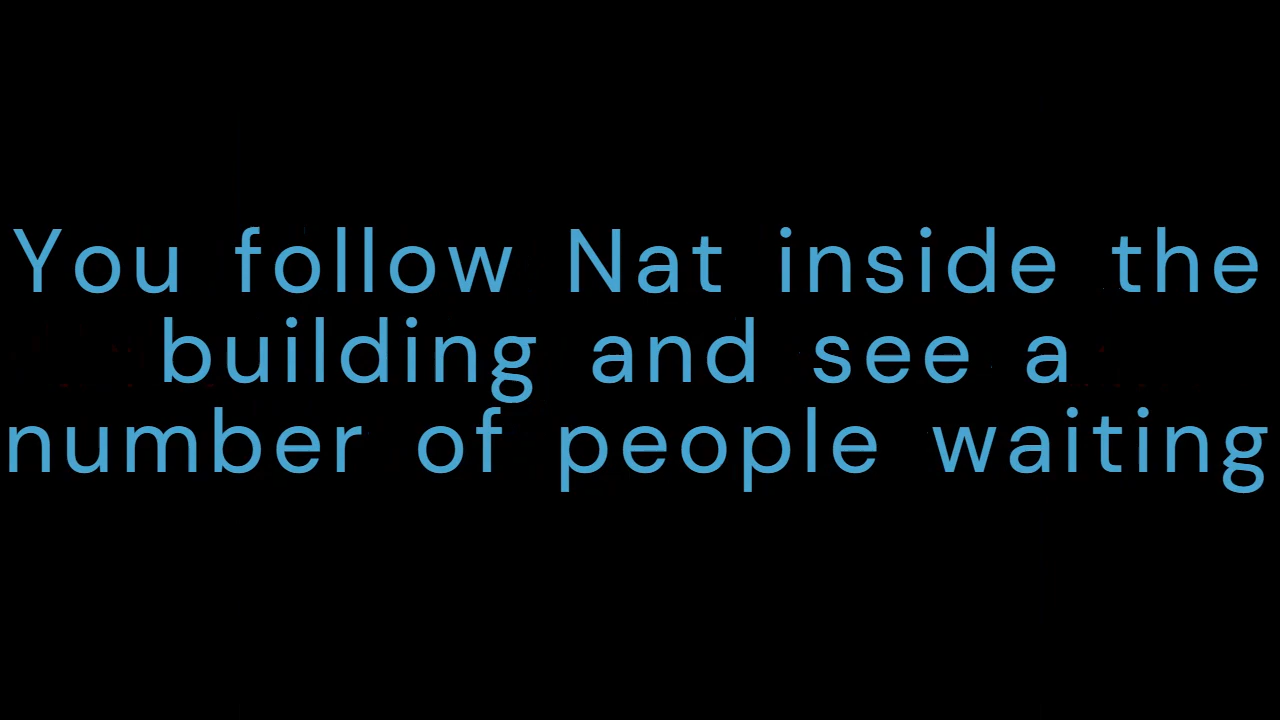 You follow Nat inside the
building and see a
number of people waiting